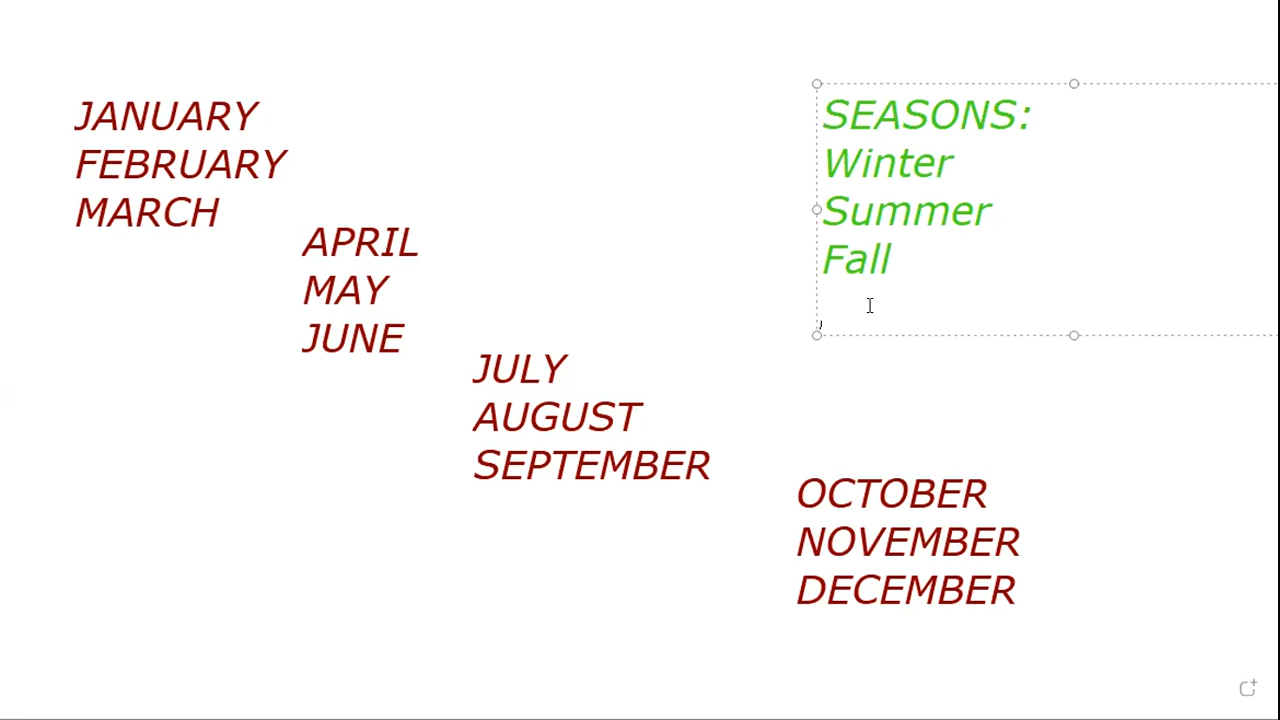 JANUARY
FEBRUARY
MARCH
APRIL
MAY
JUNE
JULY
AUGUST
SEPTEMBER
OCTOBER
NOVEMBER
DECEMBER
SEASONS:
Winter
Summer
Fall